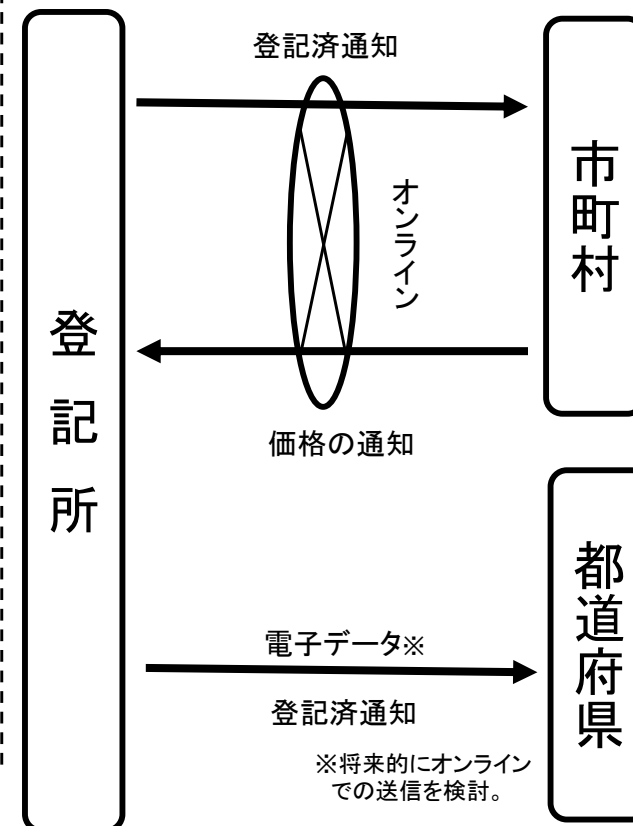 登記所
登記済通知
オンライン
価格の通知
市町村
電子データ※
登記済通知
※将来的にオンライン
での送信を検討。
都道府県